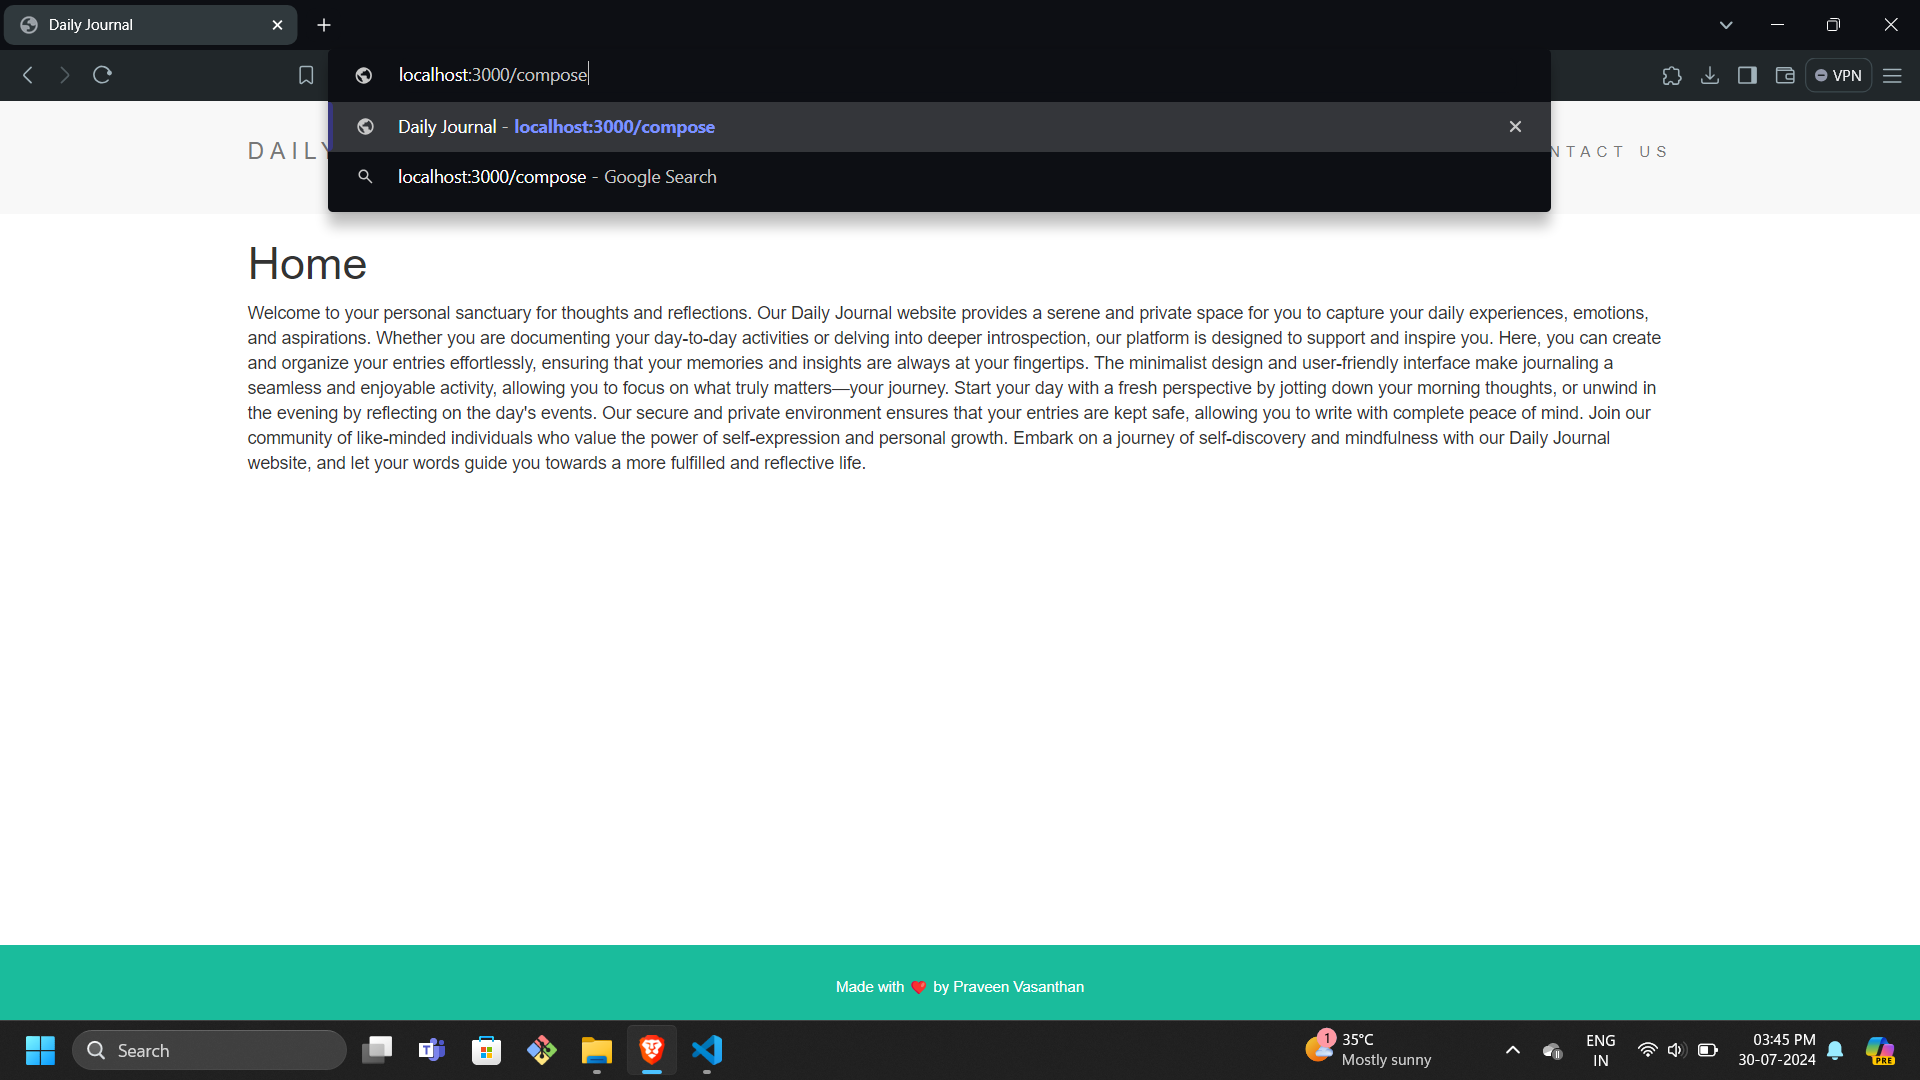 Daily Journal
localhost:3000/compose
VPN
Daily Journal - localhost:3000/compose
localhost:3000/compose - Google Search
DAILY
NTACT US
Home
Welcome to your personal sanctuary for thoughts and reflections. Our Daily Journal website provides a serene and private space for you to capture your daily experiences, emotions,
and aspirations. Whether you are documenting your day-to-day activities or delving into deeper introspection, our platform is designed to support and inspire you. Here, you can create
and organize your entries effortlessly, ensuring that your memories and insights are always at your fingertips. The minimalist design and user-friendly interface make journaling a
seamless and enjoyable activity, allowing you to focus on what truly matters—your journey. Start your day with a fresh perspective by jotting down your morning thoughts, or unwind in
the evening by reflecting on the day's events. Our secure and private environment ensures that your entries are kept safe, allowing you to write with complete peace of mind. Join our
community of like-minded individuals who value the power of self-expression and personal growth. Embark on a journey of self-discovery and mindfulness with our Daily Journal
website, and let your words guide you towards a more fulfilled and reflective life.
Made with ❤️ by Praveen Vasanthan
Search
1
35°C
Mostly sunny
ENG
IN
03:45 PM
30-07-2024
PRE